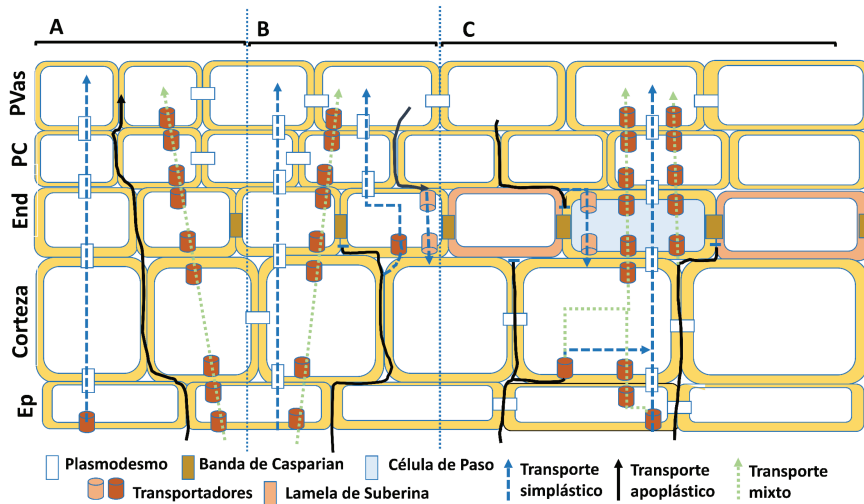 A B C
PVas
PC
End
Corteza
Ep
Plasmodesmo Banda de Casparian Célula de Paso Transporte simplástico Transporte apoplástico Transporte mixto
Transportadores Lamela de Suberina